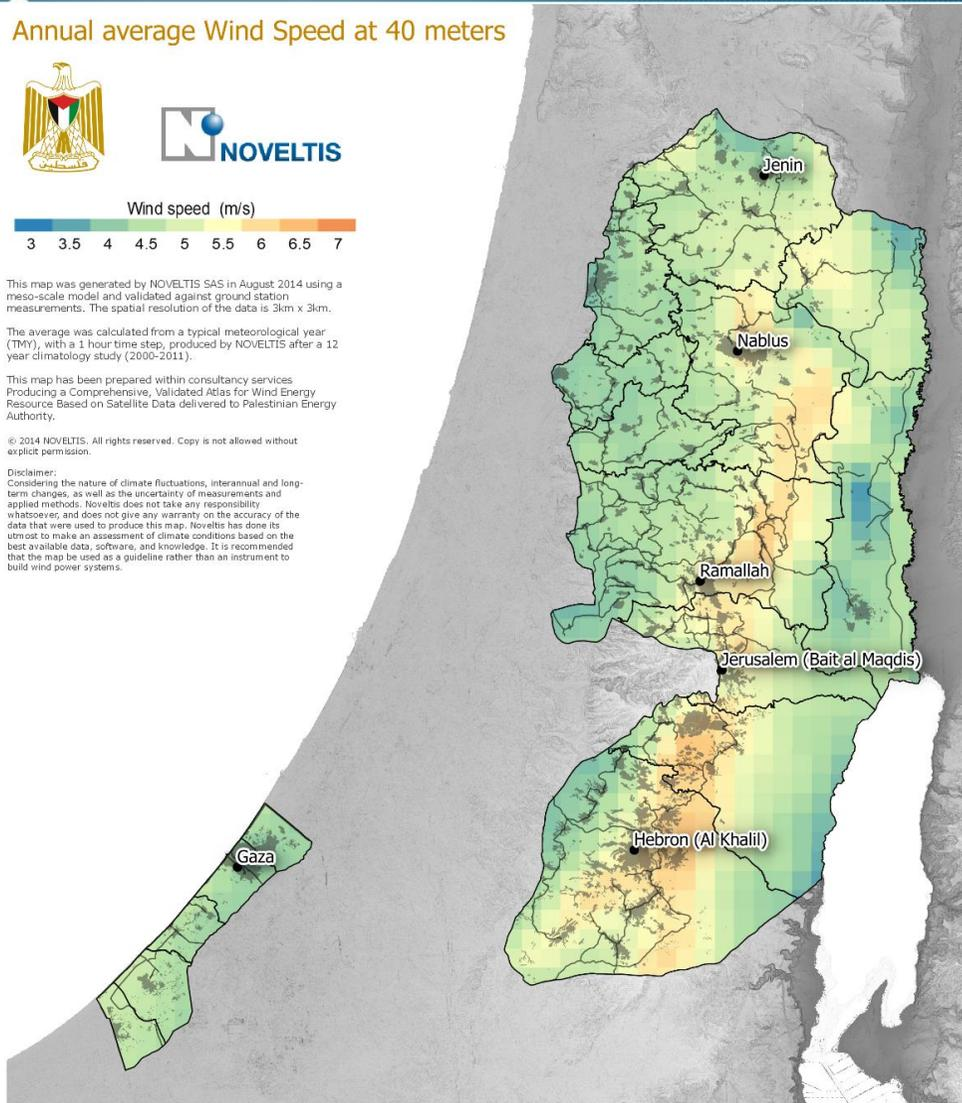 Annual average Wind Speed at 40 meters
فلسطين
NOVELTIS
Wind speed (m/s)
3 3.5 4 4.5 5 5.5 6 6.5 7
This map was generated by NOVELTIS SAS in August 2014 using a
meso-scale model and validated against ground station
measurements. The spatial resolution of the data is 3km x 3km.
The average was calculated from a typical meteorological year
(TMY), with a 1 hour time step, produced by NOVELTIS after a 12
year climatology study (2000-2011).
This map has been prepared within consultancy services
Producing a Comprehensive, Validated Atlas for Wind Energy
Resource Based on Satellite Data delivered to Palestinian Energy
Authority.
© 2014 NOVELTIS. All rights reserved. Copy is not allowed without
explicit permission.
Disclaimer:
Considering the nature of climate fluctuations, interannual and long-
term changes, as well as the uncertainty of measurements and
applied methods. Noveltis does not take any responsibility
whatsoever, and does not give any warranty on the accuracy of the
data that were used to produce this map. Noveltis has done its
utmost to make an assessment of climate conditions based on the
best available data, software, and knowledge. It is recommended
that the map be used as a guideline rather than an instrument to
build wind power systems.
Jenin
Nablus
Ramallah
Jerusalem (Bait al Maqdis)
Hebron (Al Khalil)
Gaza